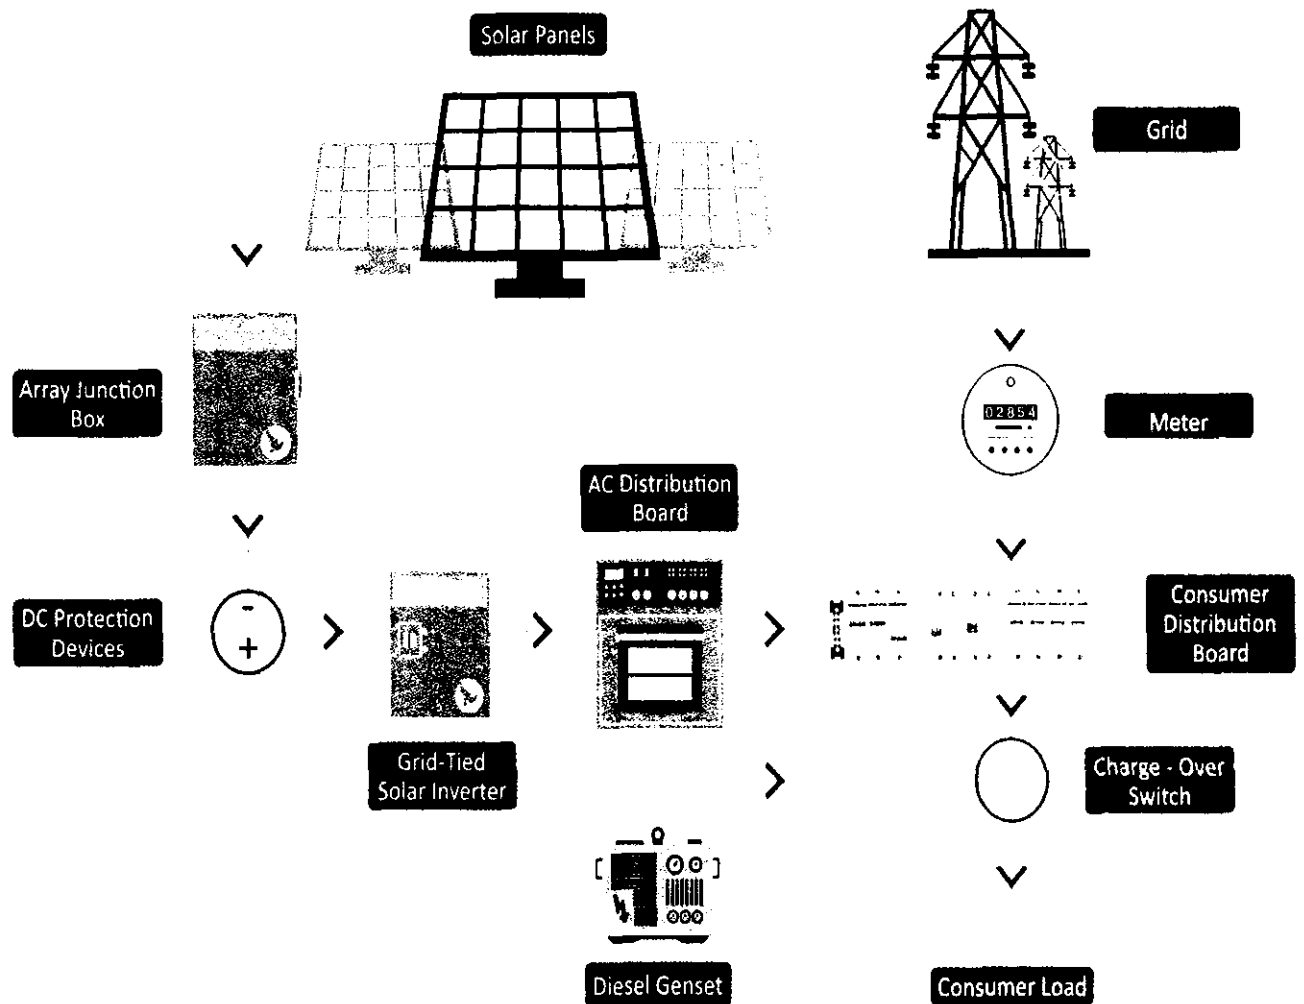 Solar Panels
Grid
Array Junction
Box
02854
Meter
AC Distribution
Board
DC Protection
Devices
Consumer
Distribution
Board
Grid-Tied
Solar Inverter
Charge - Over
Switch
Diesel Genset
Consumer Load